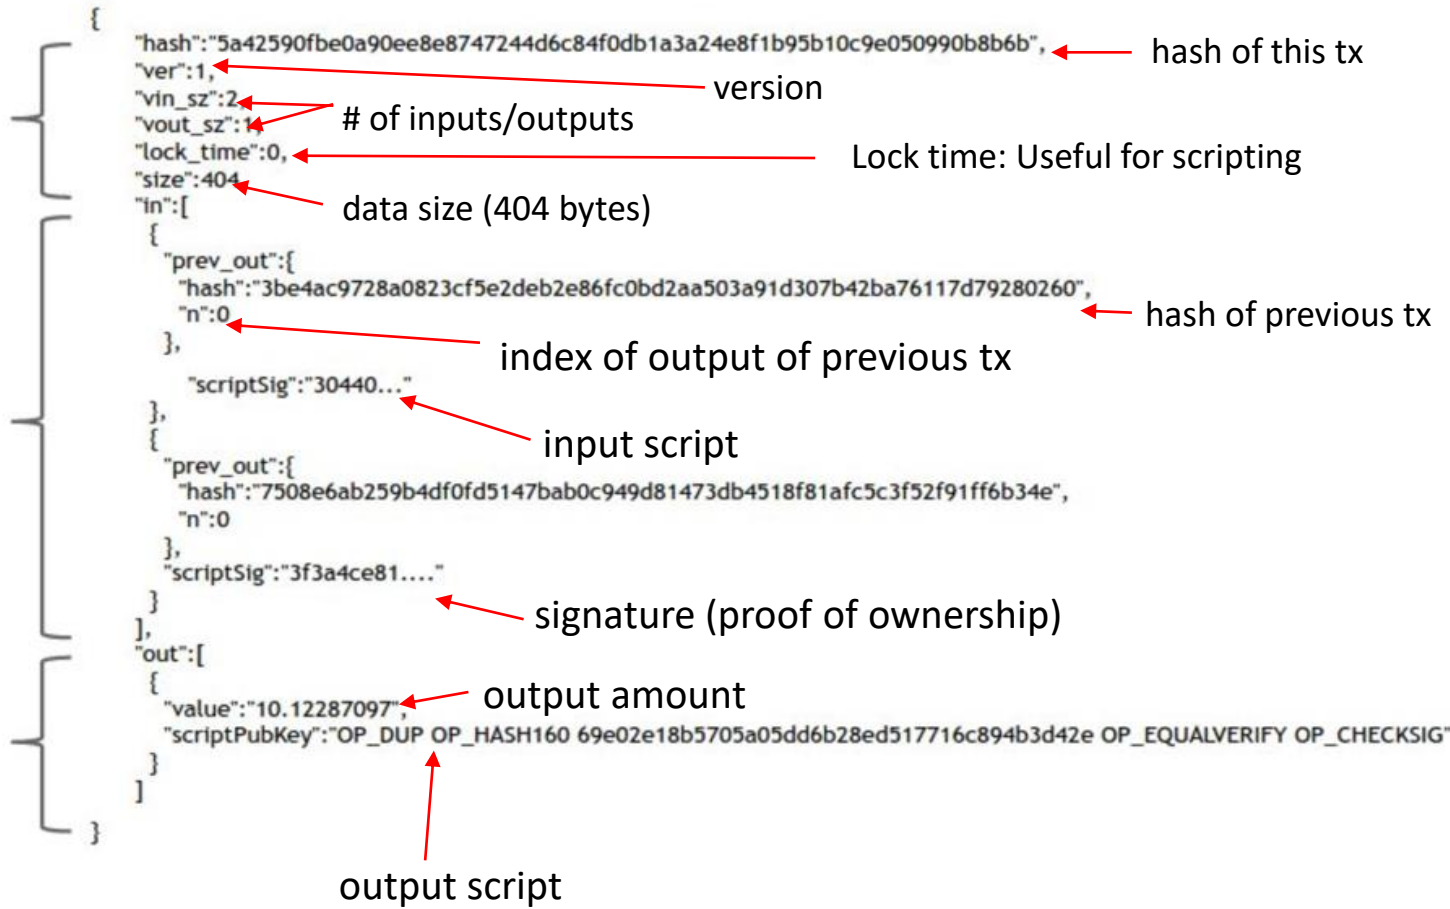 {
"hash":"5a42590fbe0a90ee8e8747244d6c84f0db1a3a24e8f1b95b10c9e050990b8b6b", hash of this tx
"ver":1, version
"vin_sz":2,
"vout_sz":1, # of inputs/outputs
"lock_time":0, Lock time: Useful for scripting
"size":404 data size (404 bytes)
"in":[
{
"prev_out":{
"hash":"3be4ac9728a0823cf5e2deb2e86fc0bd2aa503a91d307b42ba76117d79280260", hash of previous tx
"n":0 index of output of previous tx
},
"scriptSig":"30440..." input script
},
{
"prev_out":{
"hash":"7508e6ab259b4df0fd5147bab0c949d81473db4518f81afc5c3f52f91ff6b34e",
"n":0
},
"scriptSig":"3f3a4ce81...." signature (proof of ownership)
}
],
"out":[
{
"value":"10.12287097", output amount
"scriptPubKey":"OP_DUP OP_HASH160 69e02e18b5705a05dd6b28ed517716c894b3d42e OP_EQUALVERIFY OP_CHECKSIG"
}
]
}
output script